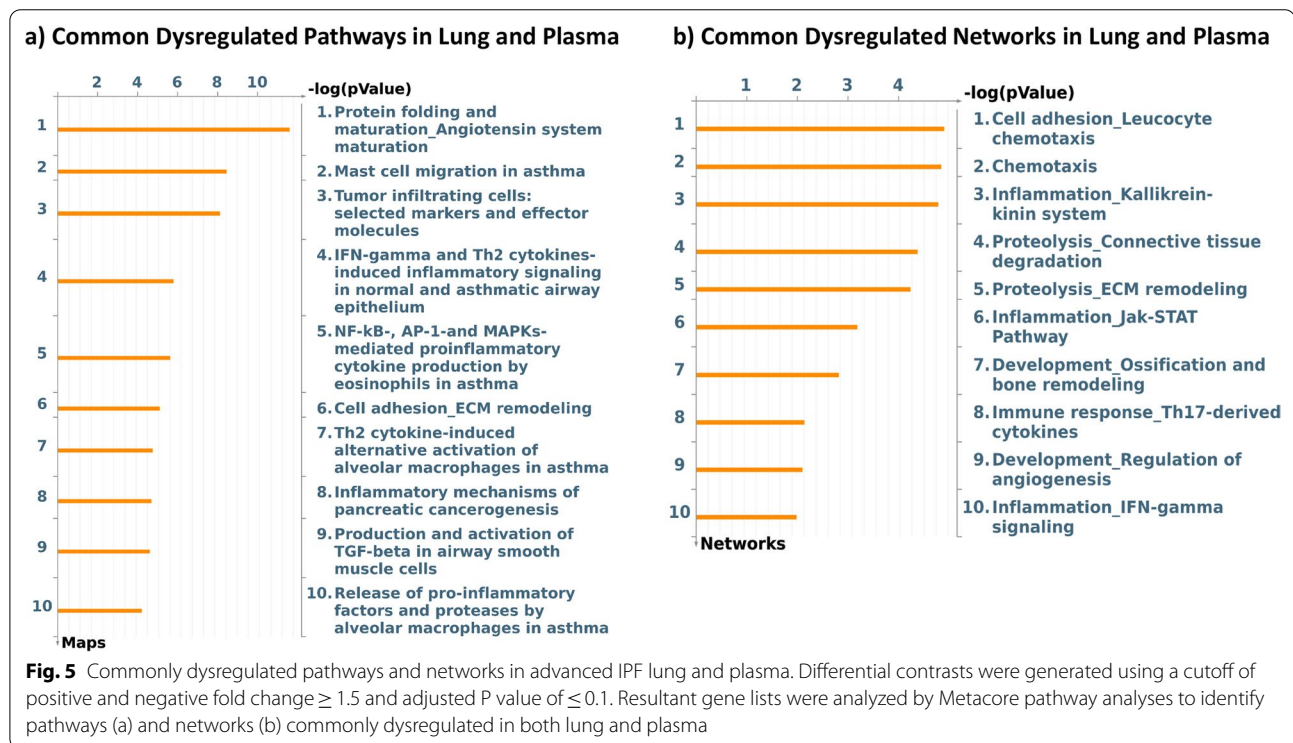 a) Common Dysregulated Pathways in Lung and Plasma
2 4 6 8 10
-log(pValue)
1
2
3
4
5
6
7
8
9
10
Maps
1. Protein folding and
maturation_Angiotensin system
maturation
2. Mast cell migration in asthma
3. Tumor infiltrating cells:
selected markers and effector
molecules
4. IFN-gamma and Th2 cytokines-
induced inflammatory signaling
in normal and asthmatic airway
epithelium
5. NF-kB-, AP-1-and MAPKs-
mediated proinflammatory
cytokine production by
eosinophils in asthma
6. Cell adhesion_ECM remodeling
7. Th2 cytokine-induced
alternative activation of
alveolar macrophages in asthma
8. Inflammatory mechanisms of
pancreatic cancerogenesis
9. Production and activation of
TGF-beta in airway smooth
muscle cells
10. Release of pro-inflammatory
factors and proteases by
alveolar macrophages in asthma
b) Common Dysregulated Networks in Lung and Plasma
1 2 3 4
-log(pValue)
1
2
3
4
5
6
7
8
9
10
Networks
1. Cell adhesion_Leucocyte
chemotaxis
2. Chemotaxis
3. Inflammation_Kallikrein-
kinin system
4. Proteolysis_Connective tissue
degradation
5. Proteolysis_ECM remodeling
6. Inflammation_Jak-STAT
Pathway
7. Development_Ossification and
bone remodeling
8. Immune response_Th17-derived
cytokines
9. Development_Regulation of
angiogenesis
10. Inflammation_IFN-gamma
signaling
Fig. 5 Commonly dysregulated pathways and networks in advanced IPF lung and plasma. Differential contrasts were generated using a cutoff of
positive and negative fold change ≥ 1.5 and adjusted P value of ≤ 0.1. Resultant gene lists were analyzed by Metacore pathway analyses to identify
pathways (a) and networks (b) commonly dysregulated in both lung and plasma